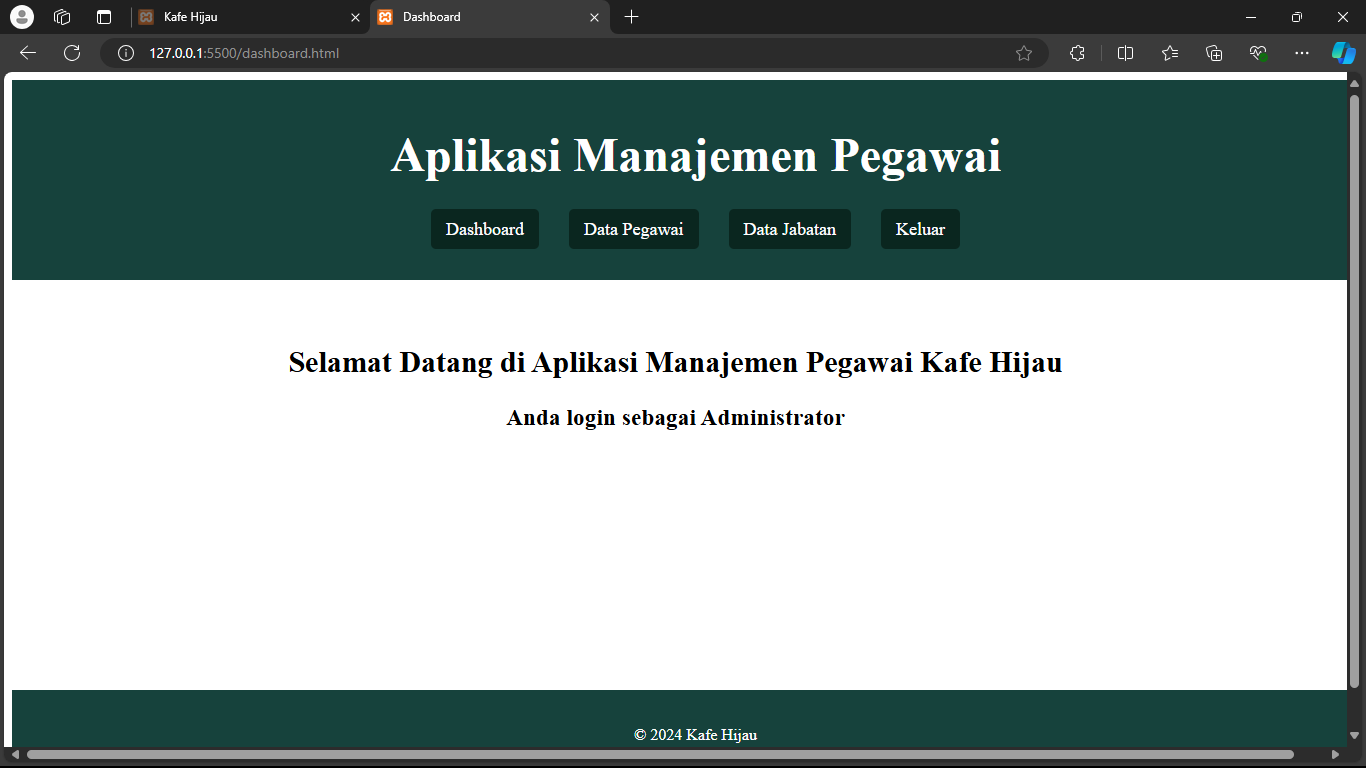 Kafe Hijau
Dashboard
127.0.0.1:5500/dashboard.html
Aplikasi Manajemen Pegawai
Dashboard Data Pegawai Data Jabatan Keluar
Selamat Datang di Aplikasi Manajemen Pegawai Kafe Hijau
Anda login sebagai Administrator
© 2024 Kafe Hijau